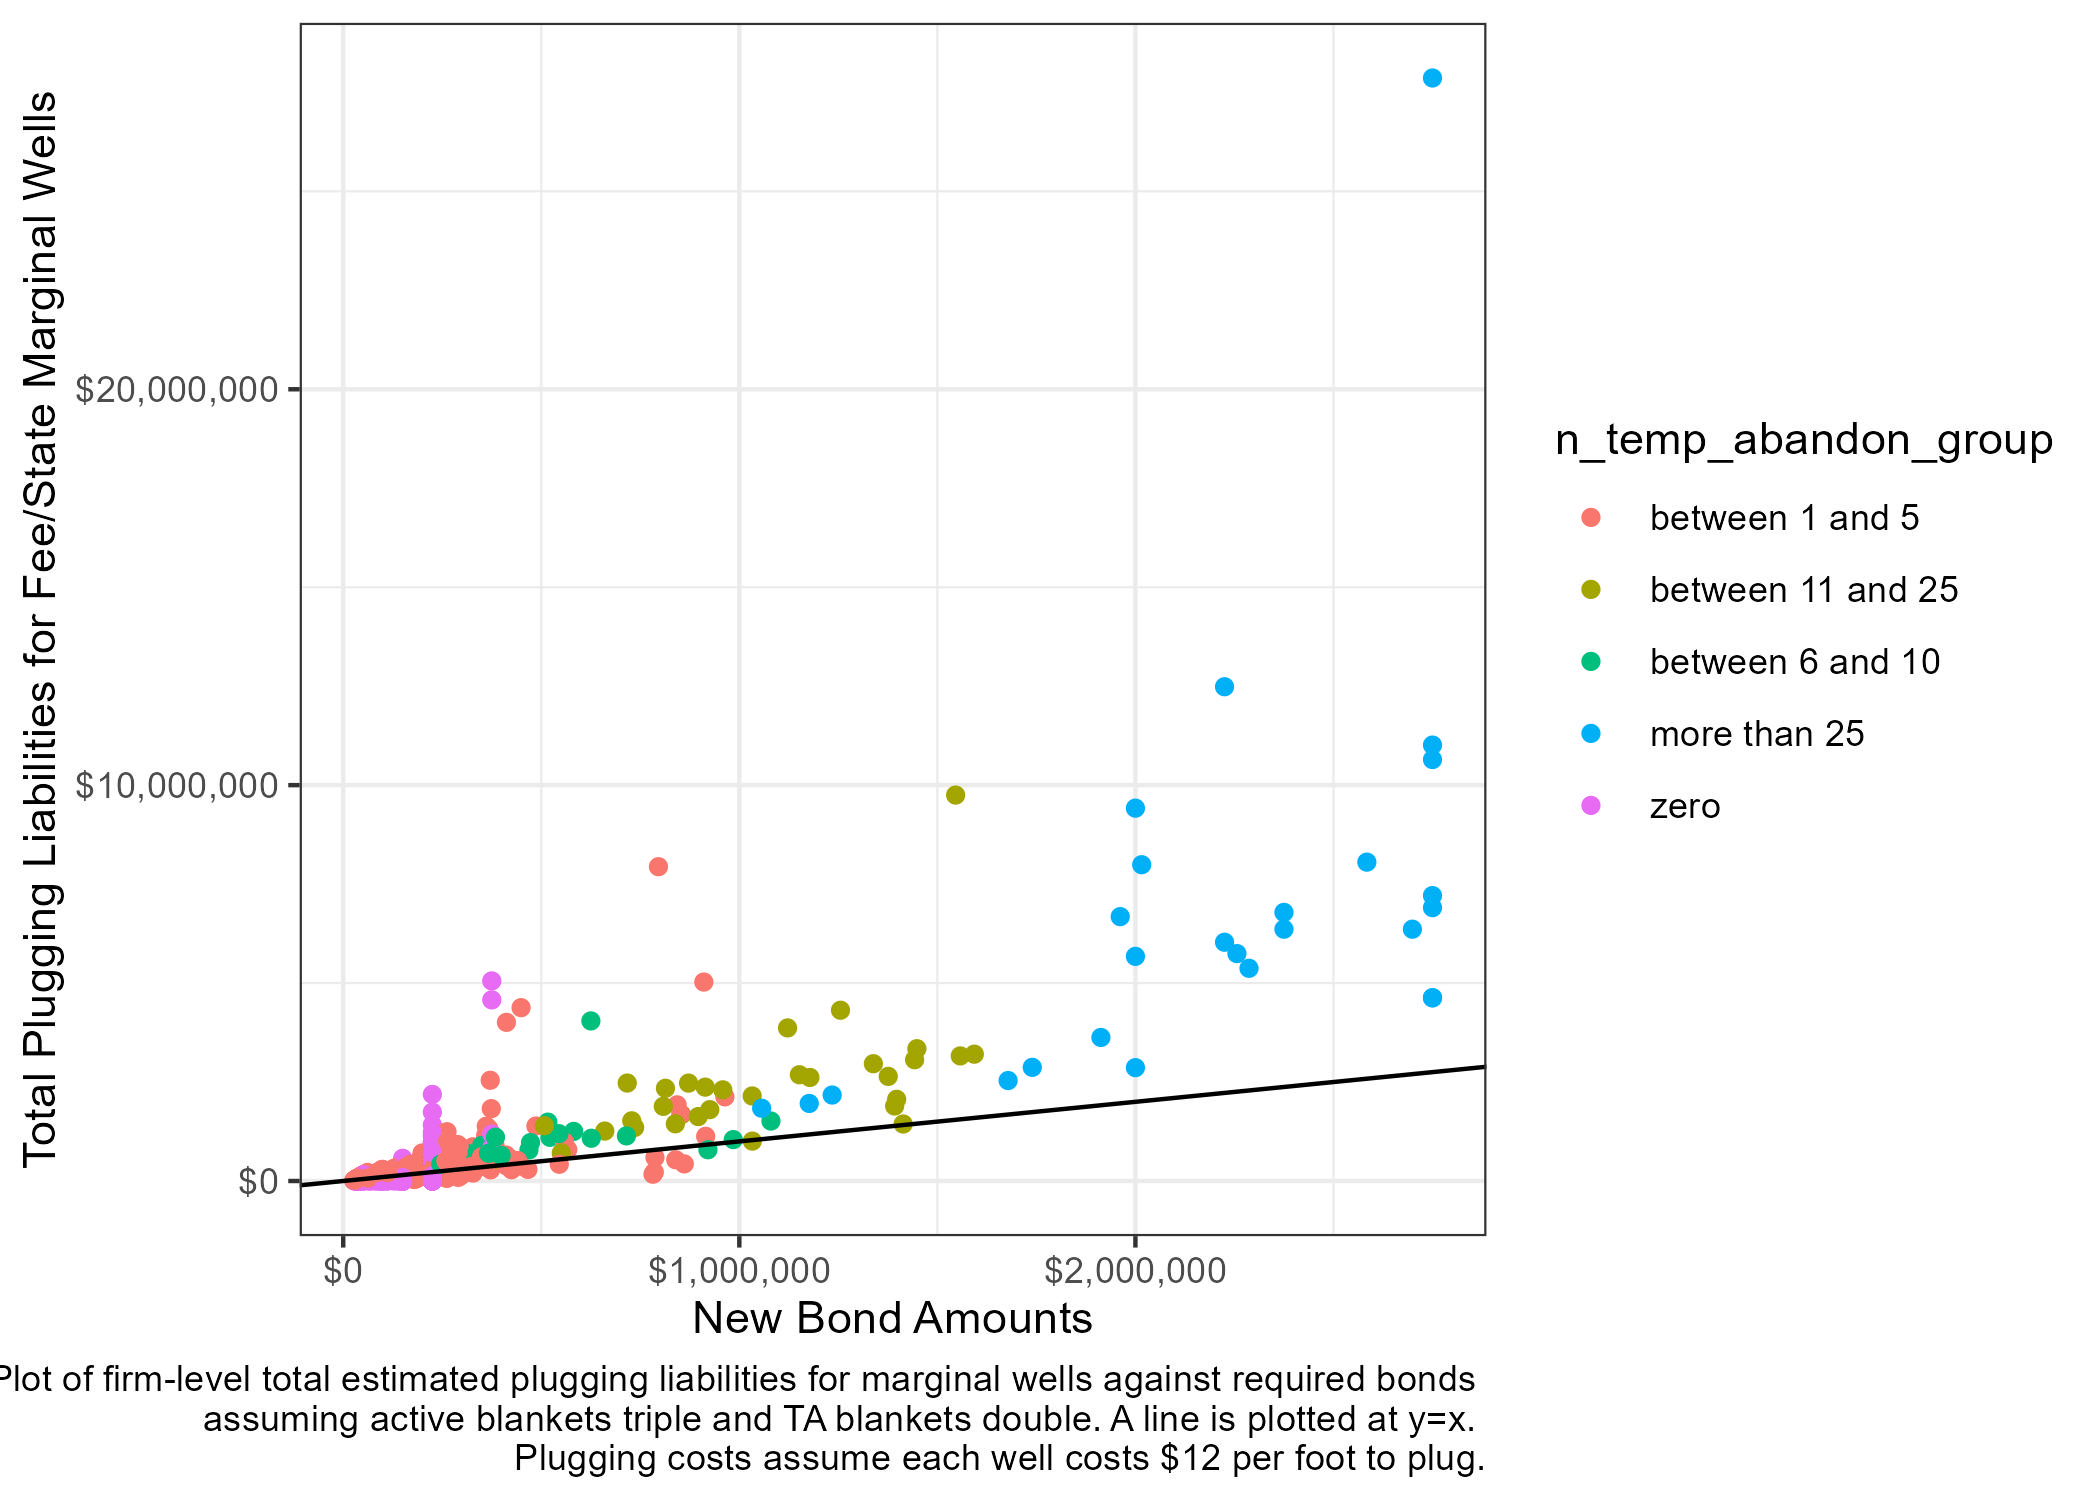 Total Plugging Liabilities for Fee/State Marginal Wells
$20,000,000
$10,000,000
$0
$0
$1,000,000
$2,000,000
New Bond Amounts
n_temp_abandon_group
between 1 and 5
between 11 and 25
between 6 and 10
more than 25
zero
Plot of firm-level total estimated plugging liabilities for marginal wells against required bonds
assuming active blankets triple and TA blankets double. A line is plotted at y=x.
Plugging costs assume each well costs $12 per foot to plug.